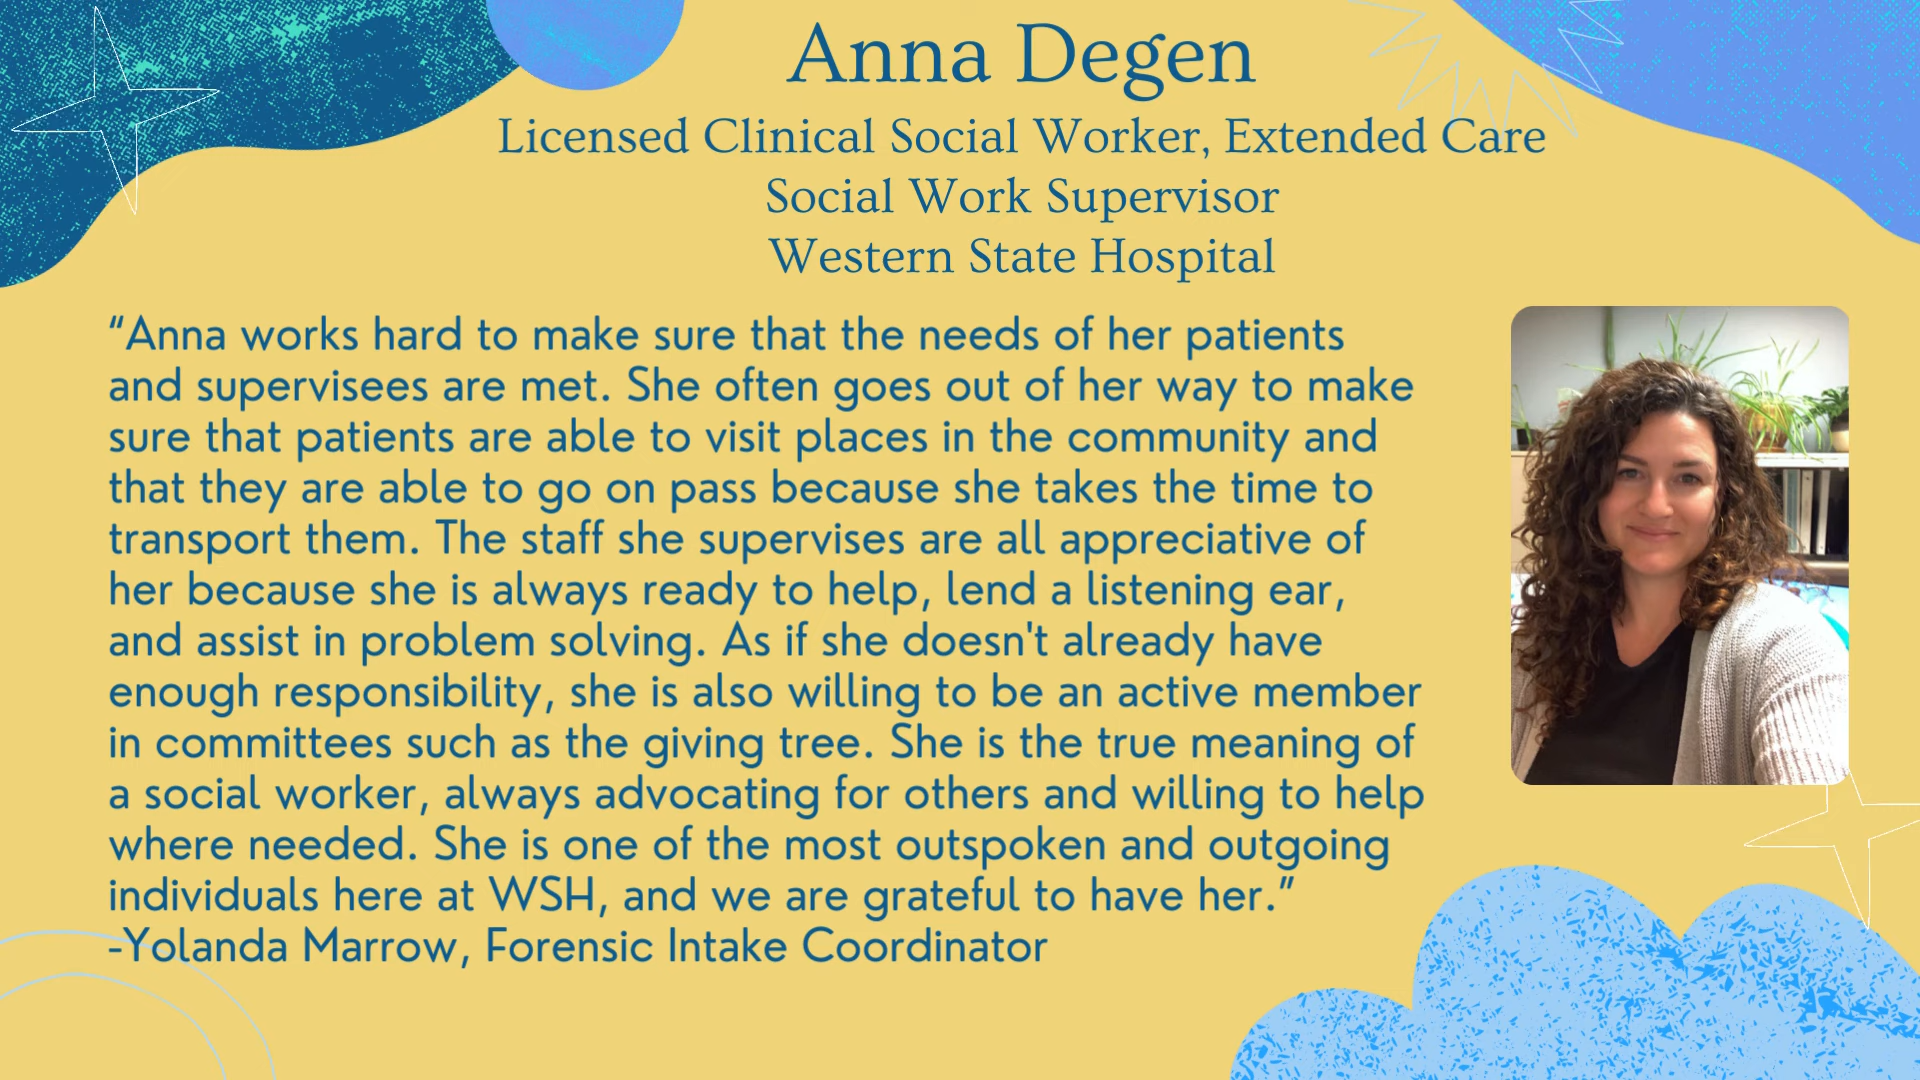 Anna Degen
Licensed Clinical Social Worker, Extended Care
Social Work Supervisor
Western State Hospital
“Anna works hard to make sure that the needs of her patients
and supervisees are met. She often goes out of her way to make
sure that patients are able to visit places in the community and
that they are able to go on pass because she takes the time to
transport them. The staff she supervises are all appreciative of
her because she is always ready to help, lend a listening ear,
and assist in problem solving. As if she doesn't already have
enough responsibility, she is also willing to be an active member
in committees such as the giving tree. She is the true meaning of
a social worker, always advocating for others and willing to help
where needed. She is one of the most outspoken and outgoing
individuals here at WSH, and we are grateful to have her.”
-Yolanda Marrow, Forensic Intake Coordinator